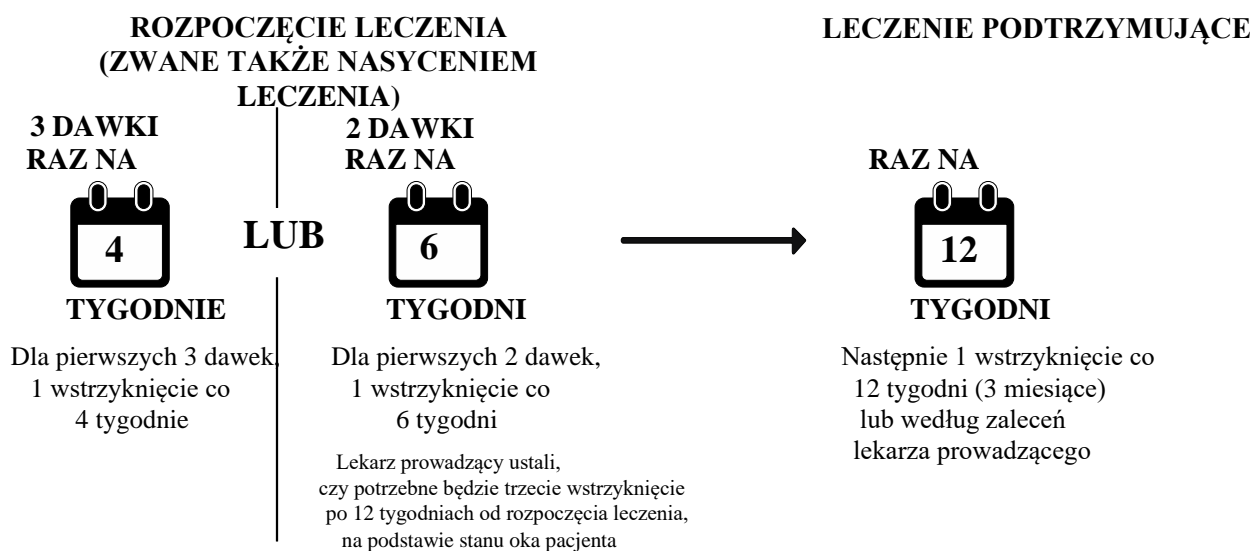 ROZPOCZĘCIE LECZENIA
(ZWANE TAKŻE NASYCENIEM
LECZENIA)
3 DAWKI
RAZ NA
4
TYGODNIE
Dla pierwszych 3 dawek,
1 wstrzyknięcie co
4 tygodnie
LUB
2 DAWKI
RAZ NA
6
TYGODNI
Dla pierwszych 2 dawek,
1 wstrzyknięcie co
6 tygodni
Lekarz prowadzący ustali,
czy potrzebne będzie trzecie wstrzyknięcie
po 12 tygodniach od rozpoczęcia leczenia,
na podstawie stanu oka pacjenta
LECZENIE PODTRZYMUJĄCE
RAZ NA
12
TYGODNI
Następnie 1 wstrzyknięcie co
12 tygodni (3 miesiące)
lub według zaleceń
lekarza prowadzącego